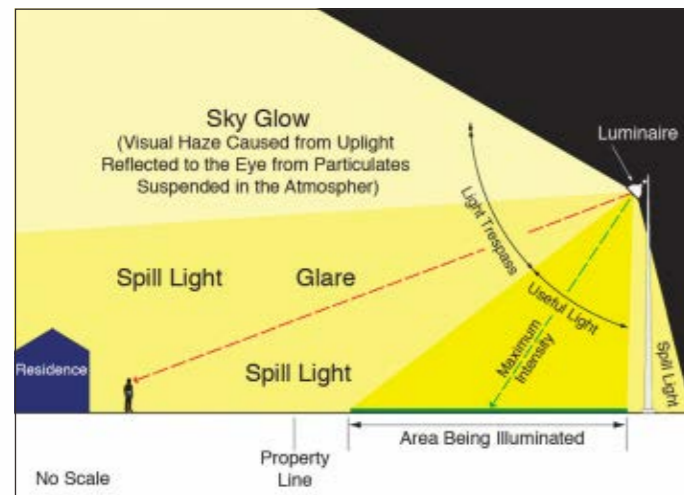 Sky Glow
(Visual Haze Caused from Uplight
Reflected to the Eye from Particulates
Suspended in the Atmospher)
Luminaire
Light Trespass
Useful Light
Spill Light
Glare
Maximum
Intensity
Residence
Spill Light
Spill Light
Area Being Illuminated
Property
Line
No Scale